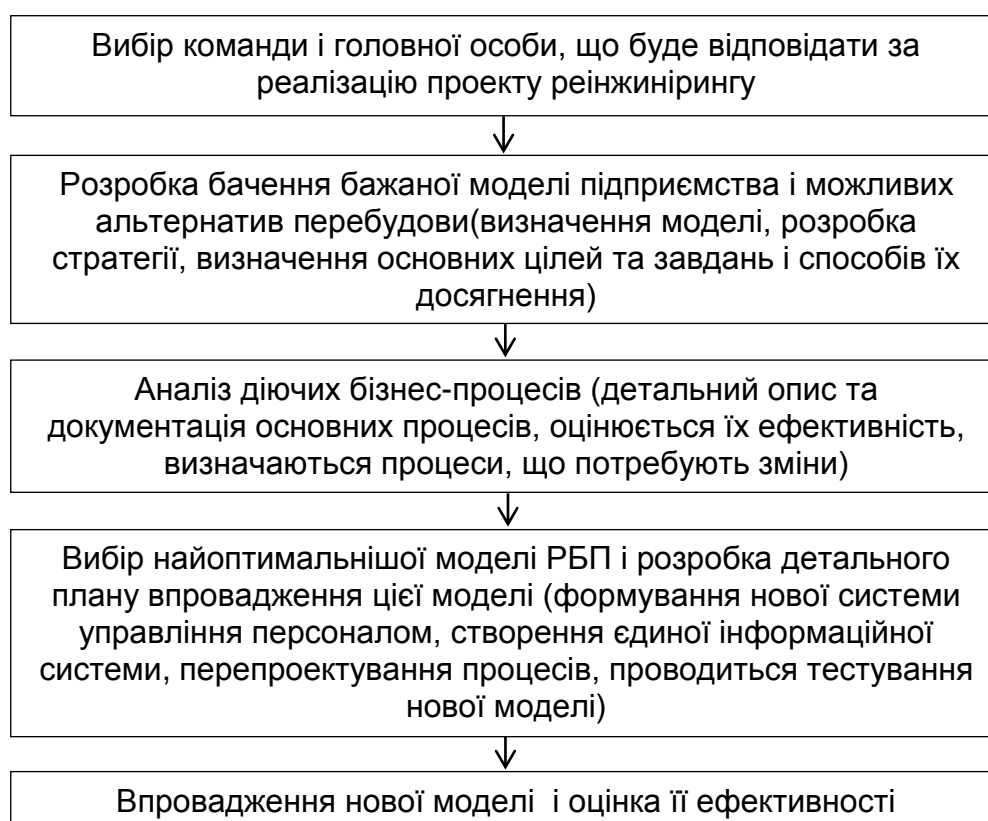 Вибір команди і головної особи, що буде відповідати за
реалізацію проекту реінжинірингу
Розробка бачення бажаної моделі підприємства і можливих
альтернатив перебудови(визначення моделі, розробка
стратегії, визначення основних цілей та завдань і способів їх
досягнення)
Аналіз діючих бізнес-процесів (детальний опис та
документація основних процесів, оцінюється їх ефективність,
визначаються процеси, що потребують зміни)
Вибір найоптимальнішої моделі РБП і розробка детального
плану впровадження цієї моделі (формування нової системи
управління персоналом, створення єдиної інформаційної
системи, перепроектування процесів, проводиться тестування
нової моделі)
Впровадження нової моделі  і оцінка її ефективності